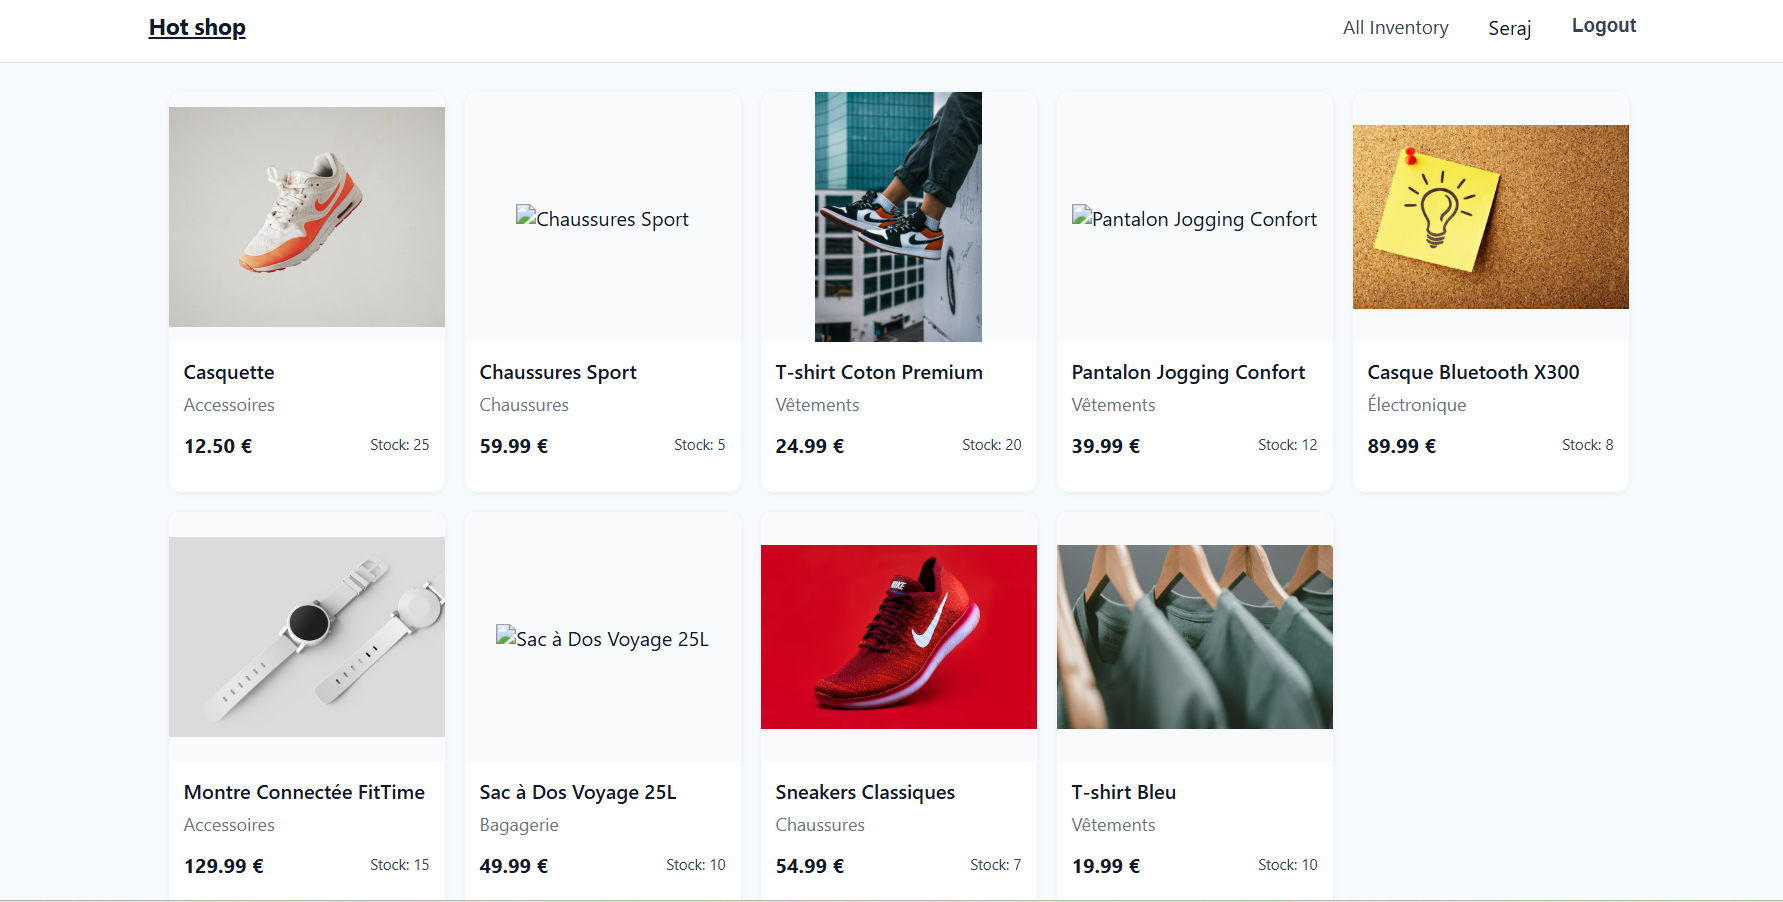 Hot shop
All Inventory
Seraj
Logout
Chaussures Sport
Pantalon Jogging Confort
Casquette
Accessoires
12.50 €
Stock: 25
Chaussures Sport
Chaussures
59.99 €
Stock: 5
T-shirt Coton Premium
Vêtements
24.99 €
Stock: 20
Pantalon Jogging Confort
Vêtements
39.99 €
Stock: 12
Casque Bluetooth X300
Électronique
89.99 €
Stock: 8
Sac à Dos Voyage 25L
NIKE
Montre Connectée FitTime
Accessoires
129.99 €
Stock: 15
Sac à Dos Voyage 25L
Bagagerie
49.99 €
Stock: 10
Sneakers Classiques
Chaussures
54.99 €
Stock: 7
T-shirt Bleu
Vêtements
19.99 €
Stock: 10